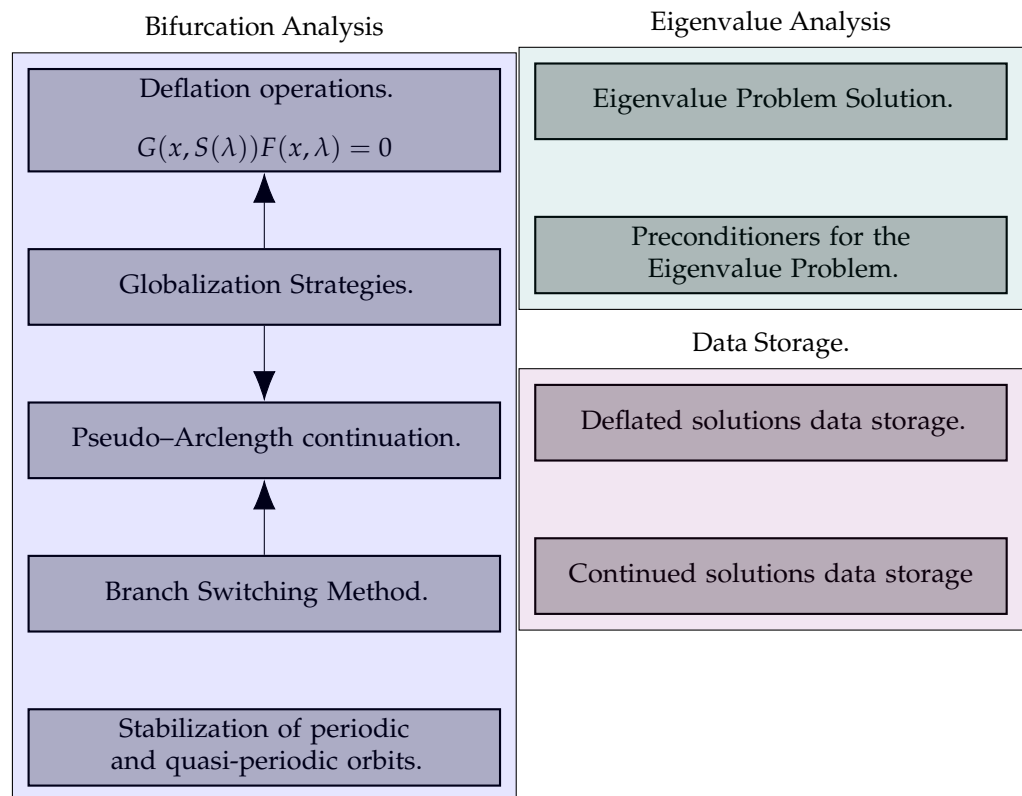 Bifurcation Analysis
Deflation operations.
G(x, S(λ))F(x, λ) = 0
Globalization Strategies.
Pseudo–Arclength continuation.
Branch Switching Method.
Stabilization of periodic
and quasi-periodic orbits.
Eigenvalue Analysis
Eigenvalue Problem Solution.
Preconditioners for the
Eigenvalue Problem.
Data Storage.
Deflated solutions data storage.
Continued solutions data storage